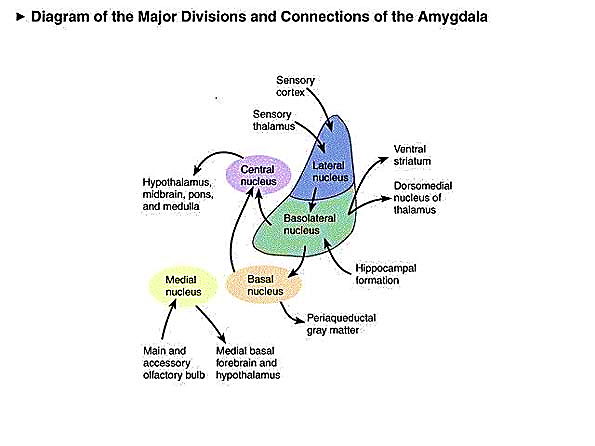 ► Diagram of the Major Divisions and Connections of the Amygdala
Sensory
cortex
Sensory
thalamus
Ventral
striatum
Lateral
nucleus
Central
nucleus
Hypothalamus,
midbrain, pons,
and medulla
Dorsomedial
nucleus of
thalamus
Basolateral
nucleus
Hippocampal
formation
Medial
nucleus
Basal
nucleus
Periaqueductal
gray matter
Main and
accessory
olfactory bulb
Medial basal
forebrain and
hypothalamus